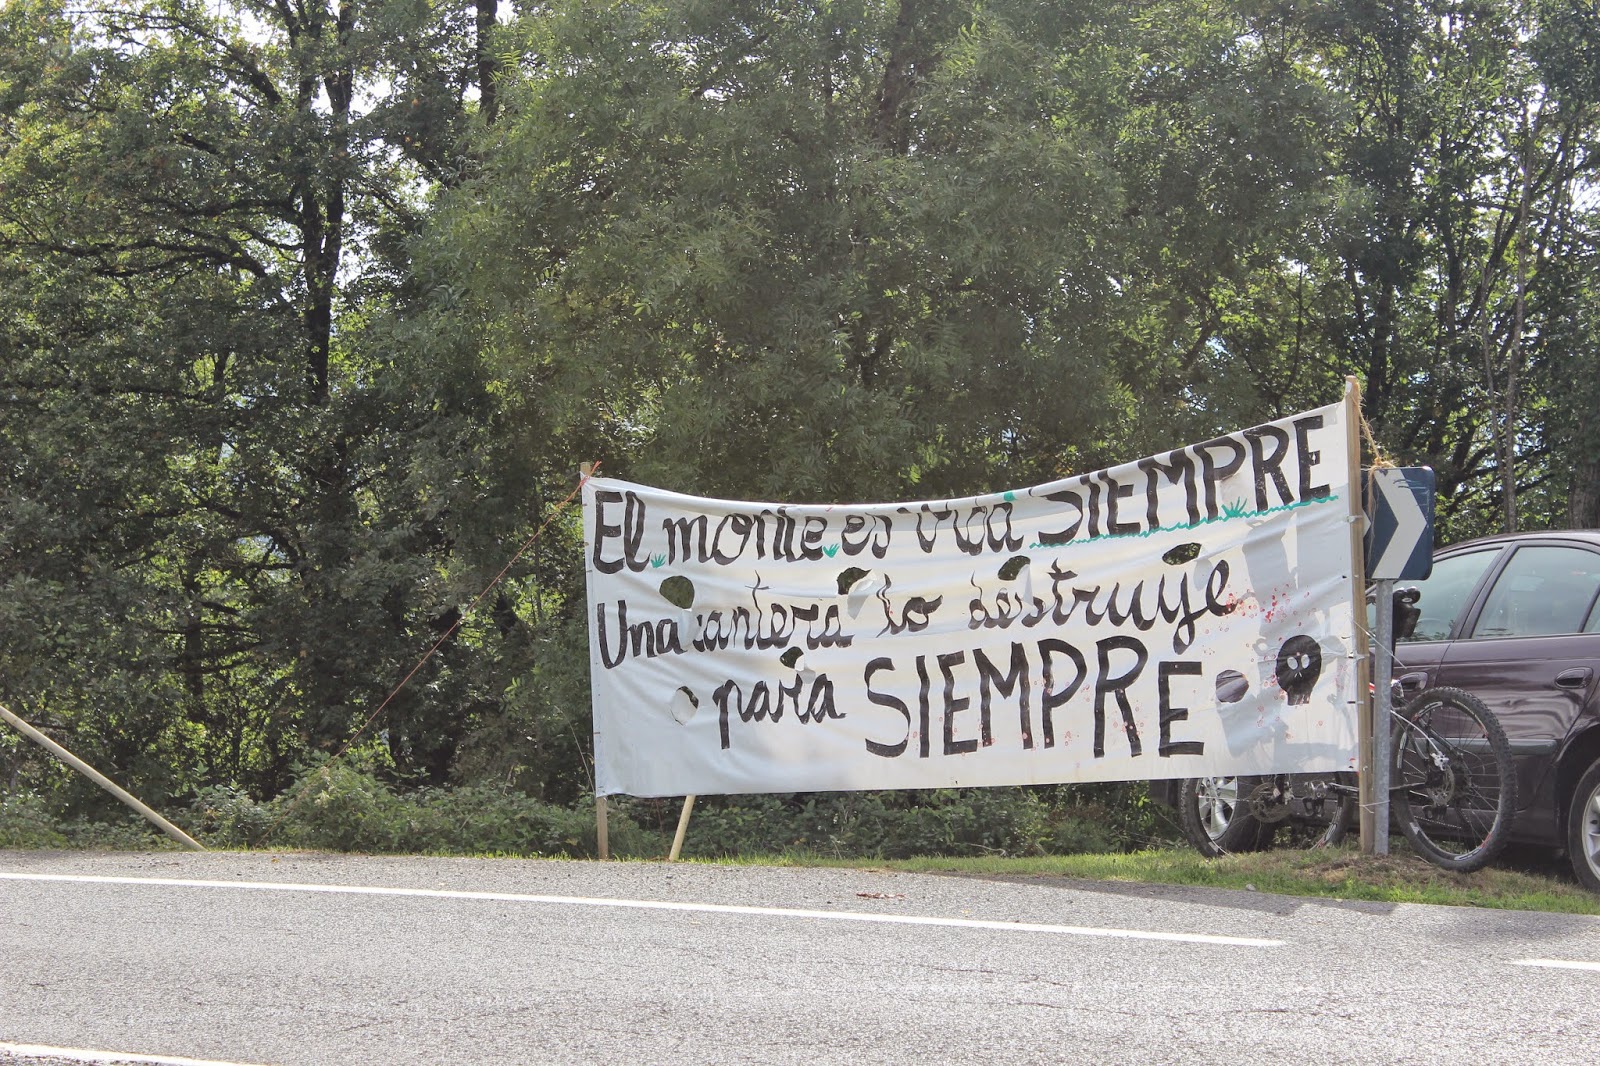 El monte es vida SIEMPRE
Una cantera lo destruye
para SIEMPRE